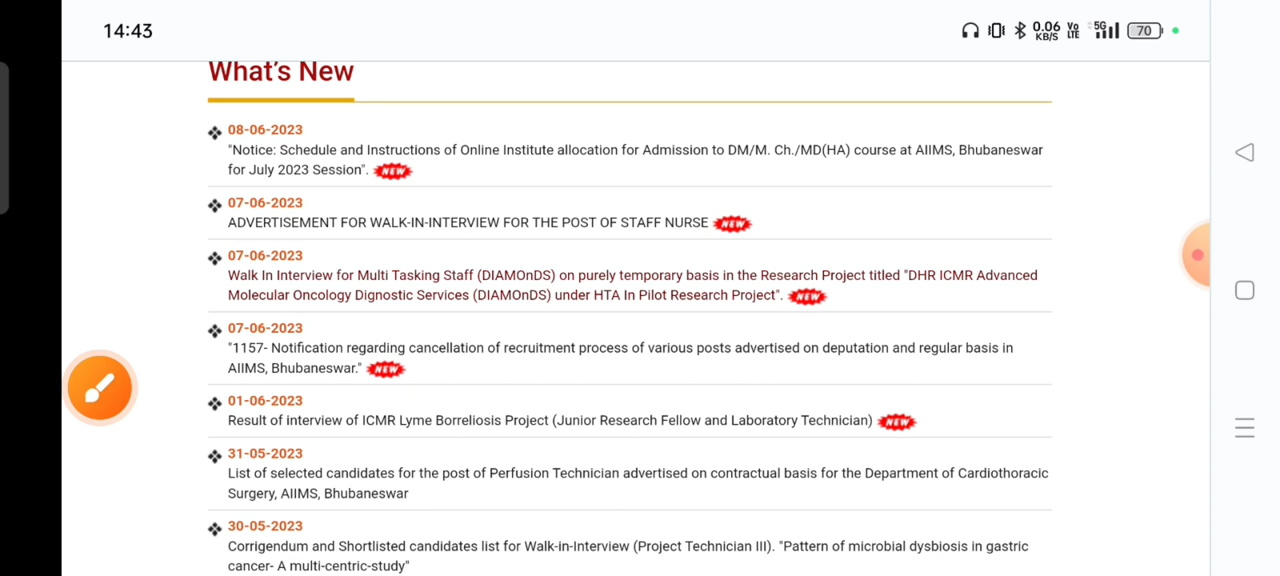 14:43
0.06 KB/S
Vo LTE
5G
70
What's New
08-06-2023
"Notice: Schedule and Instructions of Online Institute allocation for Admission to DM/M. Ch./MD(HA) course at AIIMS, Bhubaneswar
for July 2023 Session". NEW
07-06-2023
ADVERTISEMENT FOR WALK-IN-INTERVIEW FOR THE POST OF STAFF NURSE NEW
07-06-2023
Walk In Interview for Multi Tasking Staff (DIAMOnDS) on purely temporary basis in the Research Project titled "DHR ICMR Advanced
Molecular Oncology Dignostic Services (DIAMOnDS) under HTA In Pilot Research Project". NEW
07-06-2023
"1157- Notification regarding cancellation of recruitment process of various posts advertised on deputation and regular basis in
AIIMS, Bhubaneswar." NEW
01-06-2023
Result of interview of ICMR Lyme Borreliosis Project (Junior Research Fellow and Laboratory Technician) NEW
31-05-2023
List of selected candidates for the post of Perfusion Technician advertised on contractual basis for the Department of Cardiothoracic
Surgery, AIIMS, Bhubaneswar
30-05-2023
Corrigendum and Shortlisted candidates list for Walk-in-Interview (Project Technician III). "Pattern of microbial dysbiosis in gastric
cancer- A multi-centric-study"